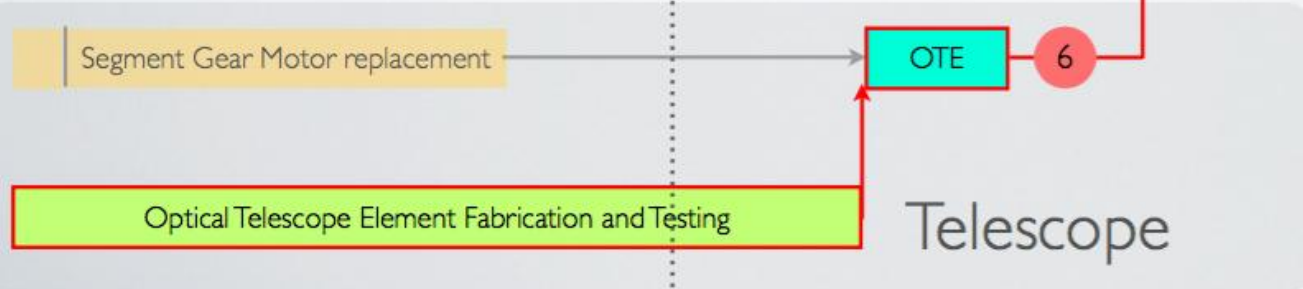 Segment Gear Motor replacement
OTE
6
Optical Telescope Element Fabrication and Testing
Telescope